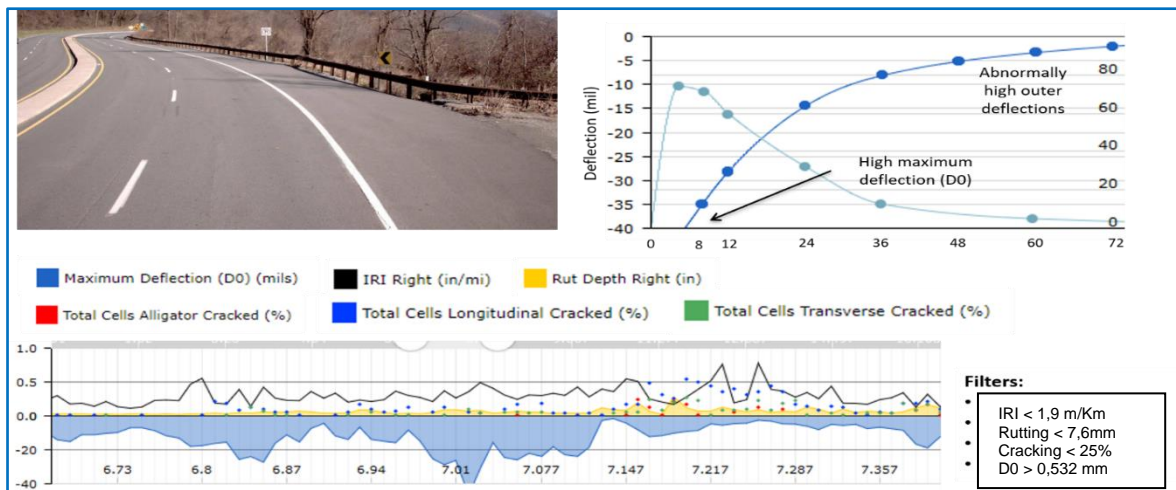 0
-5
-10
-15
-20
-25
-30
-35
-40
Deflection (mil)
Abnormally
high outer
deflections
High maximum
deflection (D0)
80
60
40
20
0
0 8 12 24 36 48 60 72
Maximum Deflection (D0) (mils)
IRI Right (in/mi)
Rut Depth Right (in)
Total Cells Alligator Cracked (%)
Total Cells Longitudinal Cracked (%)
Total Cells Transverse Cracked (%)
1.0
0.5
0.0
-20
-40
6.73 6.8 6.87 6.94 7.01 7.077 7.147 7.217 7.287 7.357
Filters:
IRI < 1,9 m/Km
Rutting < 7,6mm
Cracking < 25%
D0 > 0,532 mm